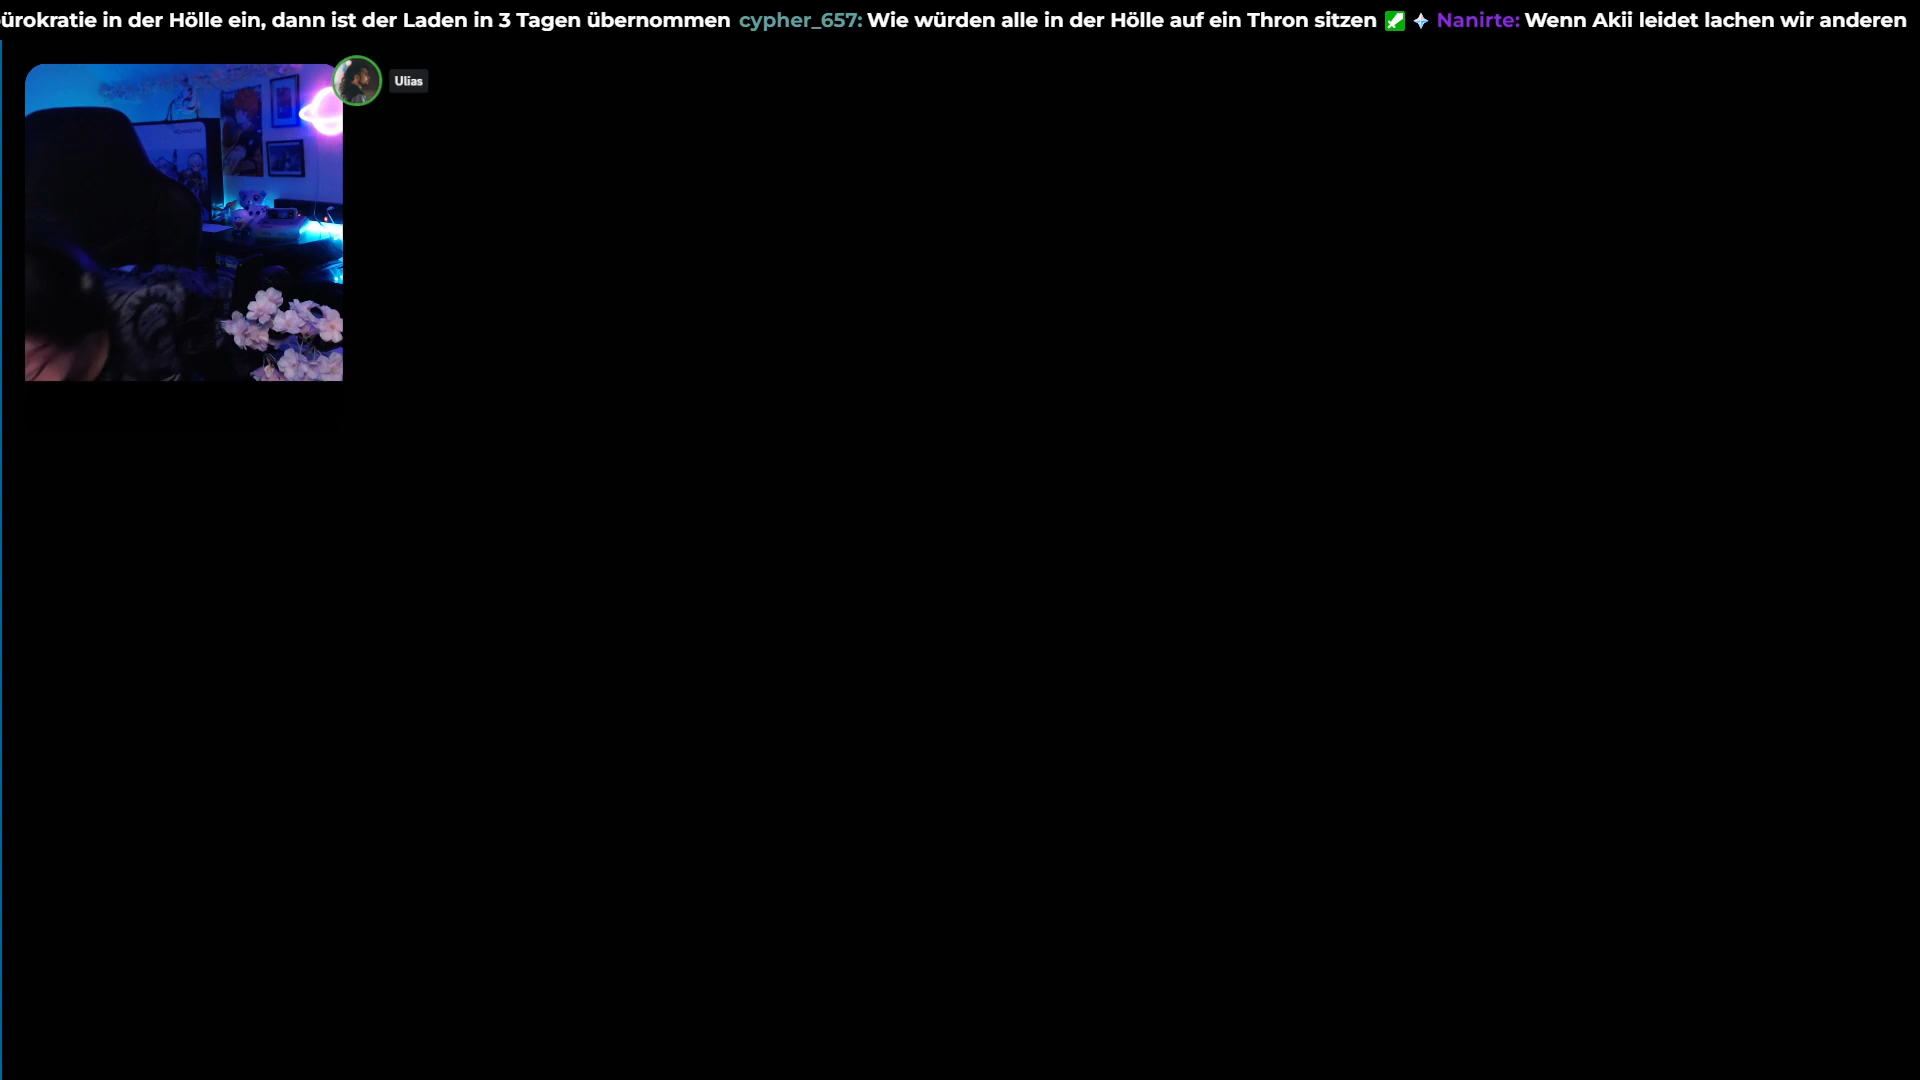 ürokratie in der Hölle ein, dann ist der Laden in 3 Tagen übernommen cypher_657: Wie würden alle in der Hölle auf ein Thron sitzen Nanirte: Wenn Akii leidet lachen wir anderen
Ulias